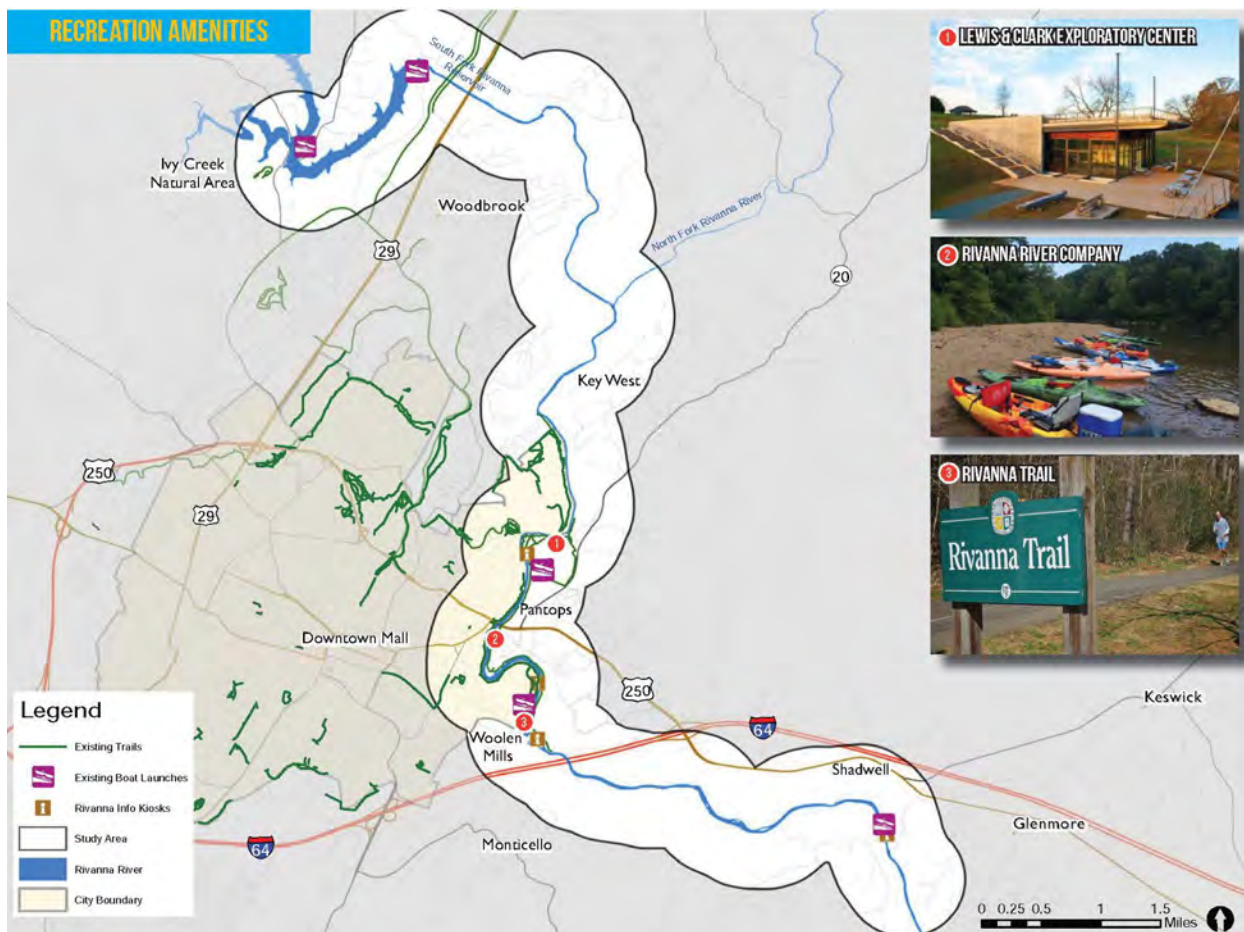 RECREATION AMENITIES
South Fork Rivanna
Reservoir
Ivy Creek
Natural Area
Woodbrook
29
North Fork Rivanna River
20
Key West
250
29
1
Pantops
Downtown Mall
2
250
3
Woolen
Mills
64
Shadwell
Keswick
Glenmore
64
Monticello
1 LEWIS & CLARK EXPLORATORY CENTER
2 RIVANNA RIVER COMPANY
3 RIVANNA TRAIL
Rivanna Trail
Legend
Existing Trails
Existing Boat Launches
Rivanna Info Kiosks
Study Area
Rivanna River
City Boundary
0 0.25 0.5 1 1.5
Miles